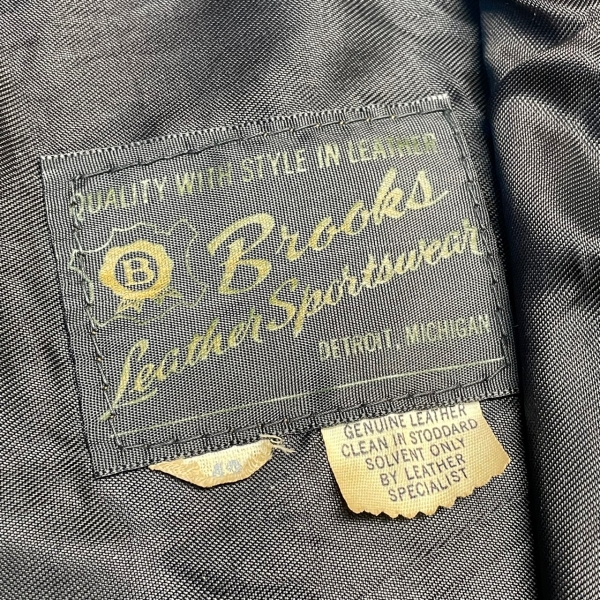 QUALITY WITH STYLE IN LEATHER
B
Brooks
Leather Sportswear
DETROIT, MICHIGAN
GENUINE LEATHER
CLEAN IN STODDARD
SOLVENT ONLY
BY LEATHER
SPECIALIST